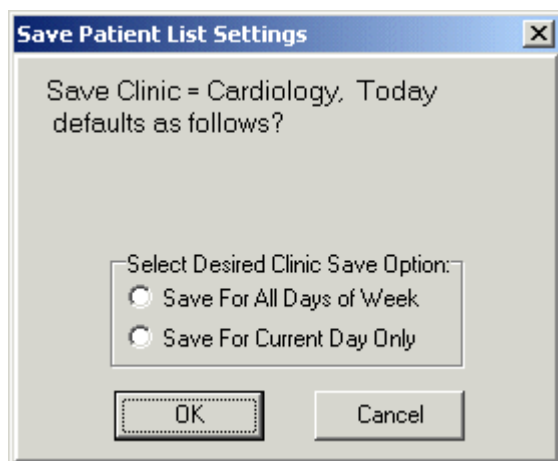 Save Patient List Settings
Save Clinic = Cardiology, Today
defaults as follows?
Select Desired Clinic Save Option:
Save For All Days of Week
Save For Current Day Only
OK
Cancel